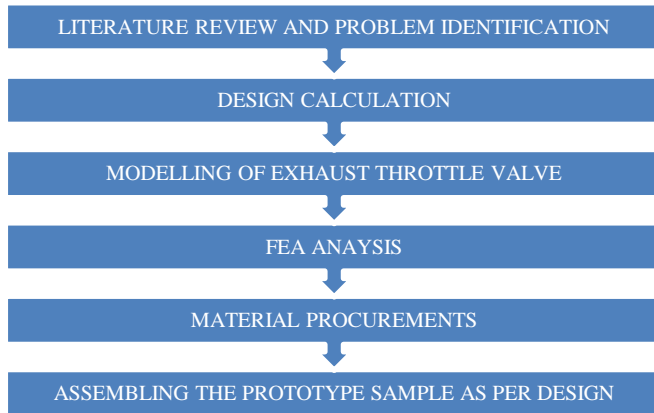 LITERATURE REVIEW AND PROBLEM IDENTIFICATION
DESIGN CALCULATION
MODELLING OF EXHAUST THROTTLE VALVE
FEA ANAYSIS
MATERIAL PROCUREMENTS
ASSEMBLING THE PROTOTYPE SAMPLE AS PER DESIGN